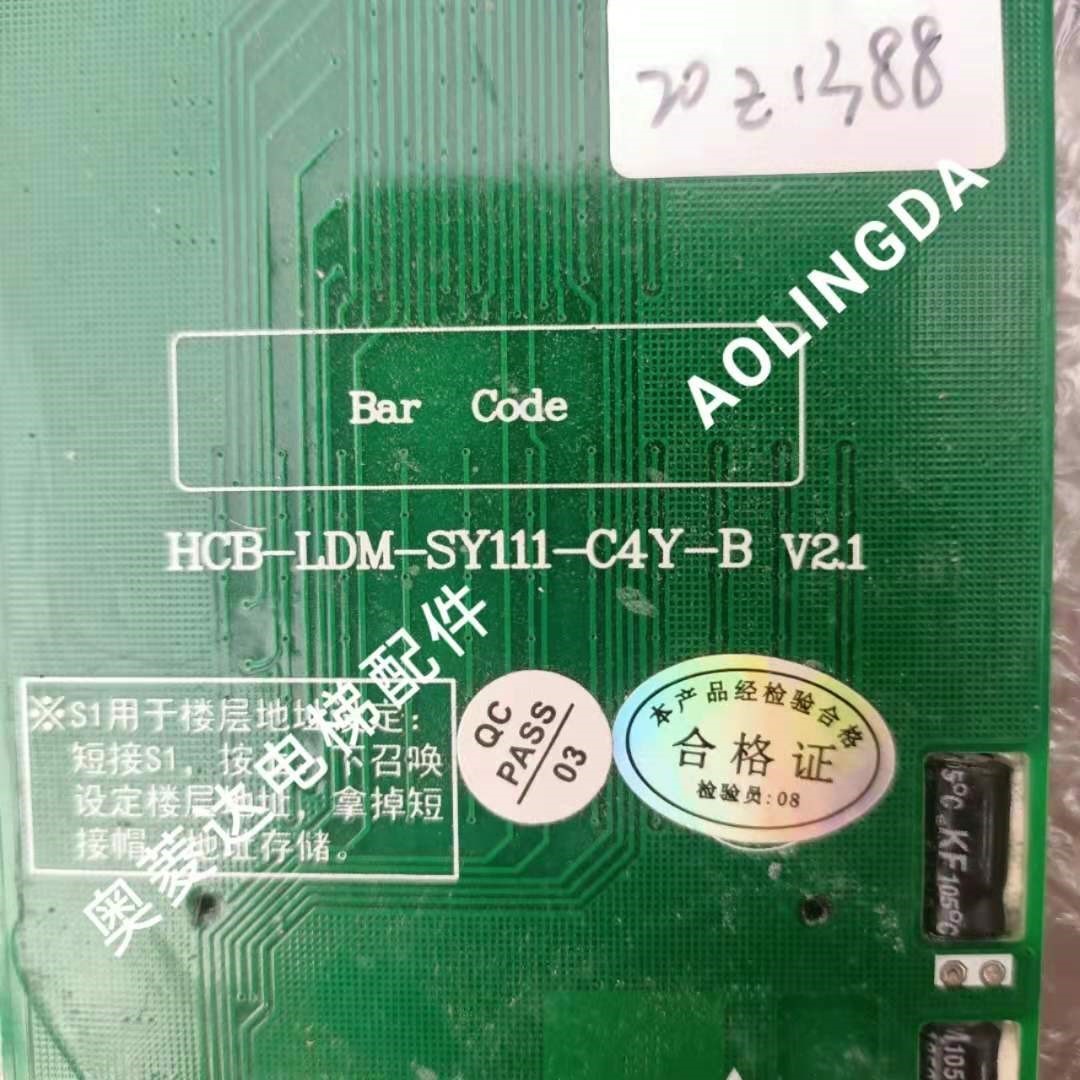 AOLINGDA
Bar Code
HCB-LDM-SY111-C4Y-B V2.1
奥菱达电梯配件
※S1用于楼层地址 定：
短接S1，按 下召唤
设定楼层地址，拿掉短
接帽 地址存储。
QC
PASS
03
本产品经检验合格
合格证
检验员:08
5°C KF 105°C
105